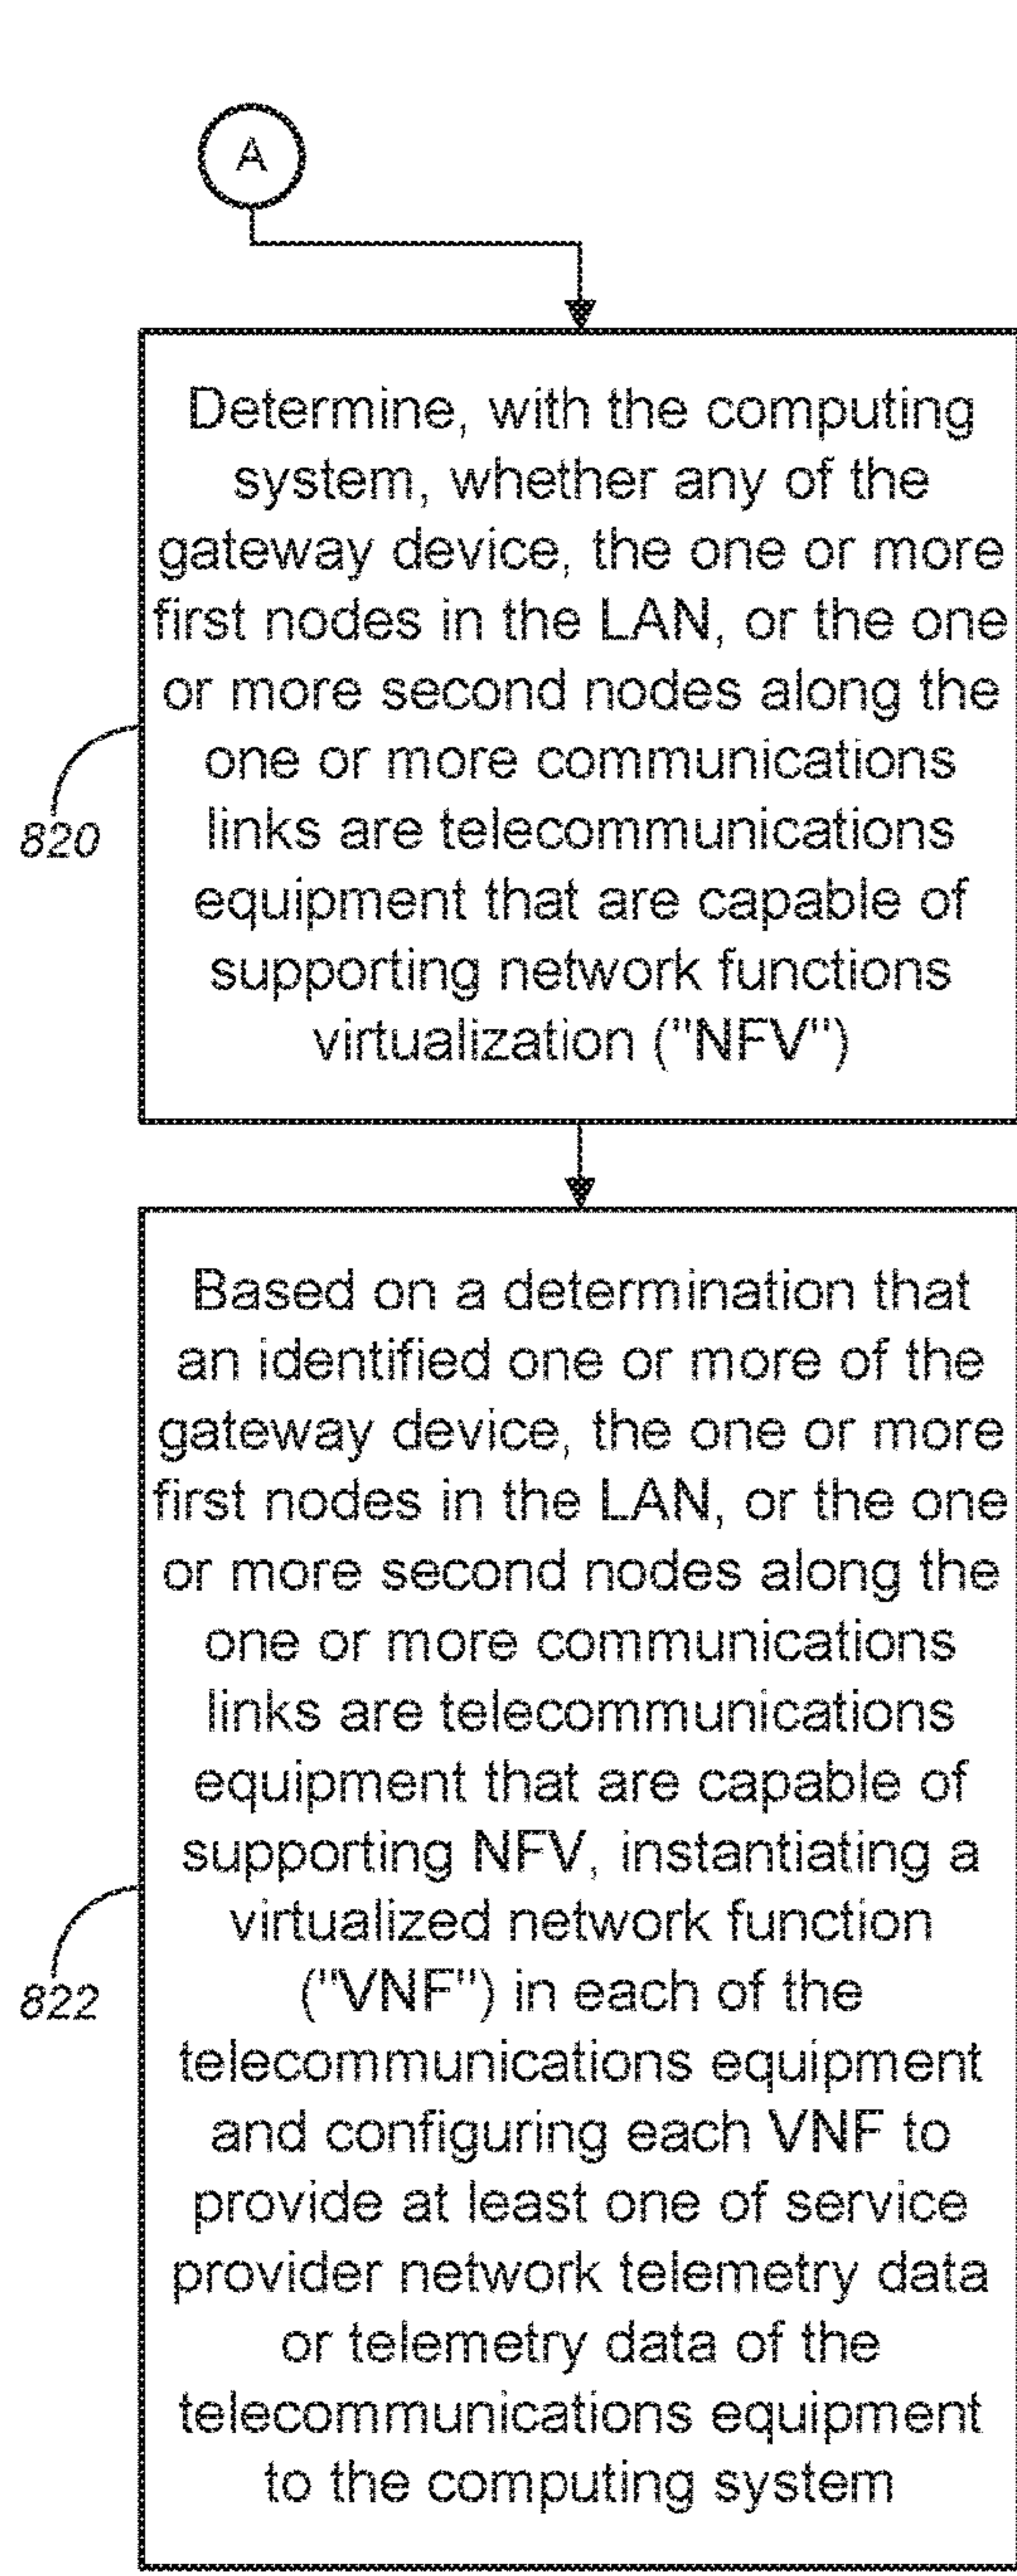 A
Determine, with the computing
system, whether any of the
gateway device, the one or more
first nodes in the LAN, or the one
or more second nodes along the
one or more communications
links are telecommunications
equipment that are capable of
supporting network functions
virtualization ("NFV")
820
Based on a determination that
an identified one or more of the
gateway device, the one or more
first nodes in the LAN, or the one
or more second nodes along the
one or more communications
links are telecommunications
equipment that are capable of
supporting NFV, instantiating a
virtualized network function
("VNF") in each of the
telecommunications equipment
and configuring each VNF to
provide at least one of service
provider network telemetry data
or telemetry data of the
telecommunications equipment
to the computing system
822